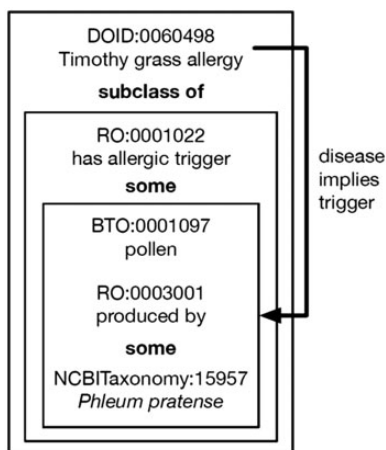 DOID:0060498
Timothy grass allergy
subclass of
RO:0001022
has allergic trigger
some
BTO:0001097
pollen
RO:0003001
produced by
some
NCBITaxonomy:15957
Phleum pratense
disease
implies
trigger